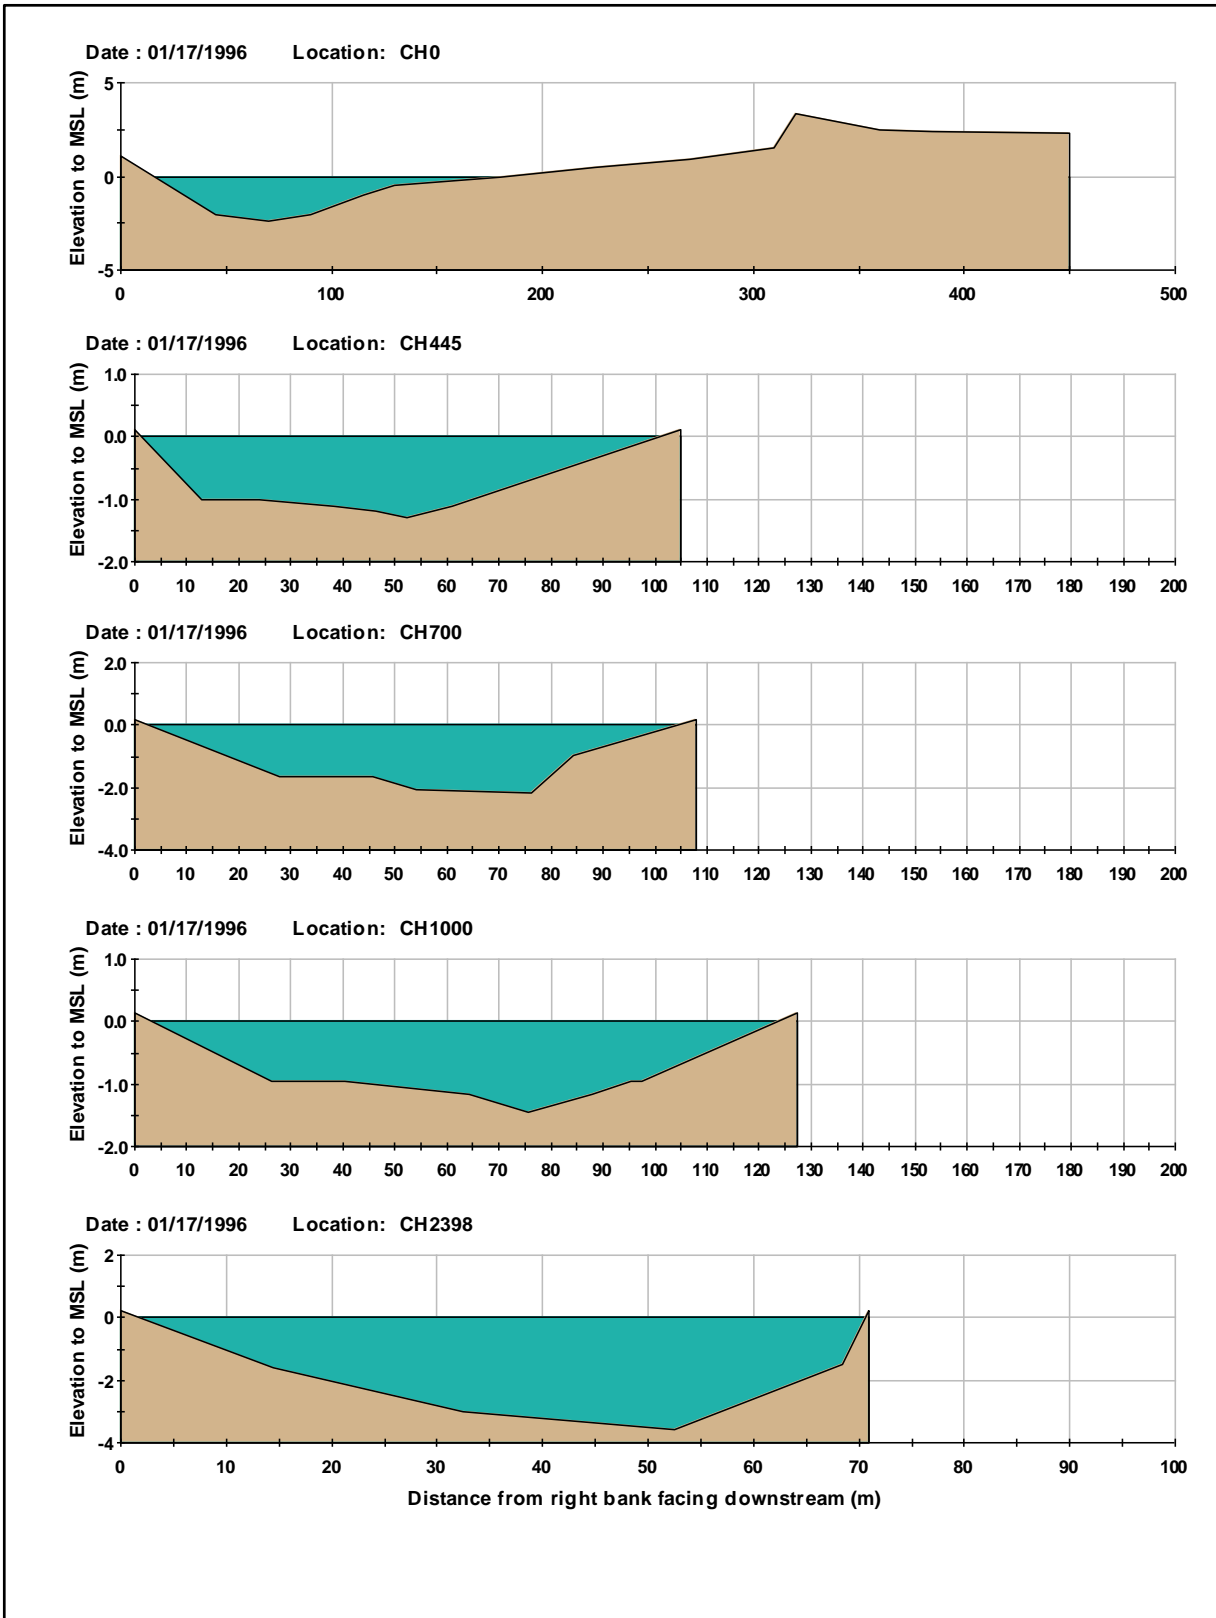 Date : 01/17/1996 Location: CH0
Elevation to MSL (m)
5
0
-5
0 100 200 300 400 500
Date : 01/17/1996 Location: CH445
Elevation to MSL (m)
1.0
0.0
-1.0
-2.0
0 10 20 30 40 50 60 70 80 90 100 110 120 130 140 150 160 170 180 190 200
Date : 01/17/1996 Location: CH700
Elevation to MSL (m)
2.0
0.0
-2.0
-4.0
0 10 20 30 40 50 60 70 80 90 100 110 120 130 140 150 160 170 180 190 200
Date : 01/17/1996 Location: CH1000
Elevation to MSL (m)
1.0
0.0
-1.0
-2.0
0 10 20 30 40 50 60 70 80 90 100 110 120 130 140 150 160 170 180 190 200
Date : 01/17/1996 Location: CH2398
Elevation to MSL (m)
2
0
-2
-4
0 10 20 30 40 50 60 70 80 90 100
Distance from right bank facing downstream (m)